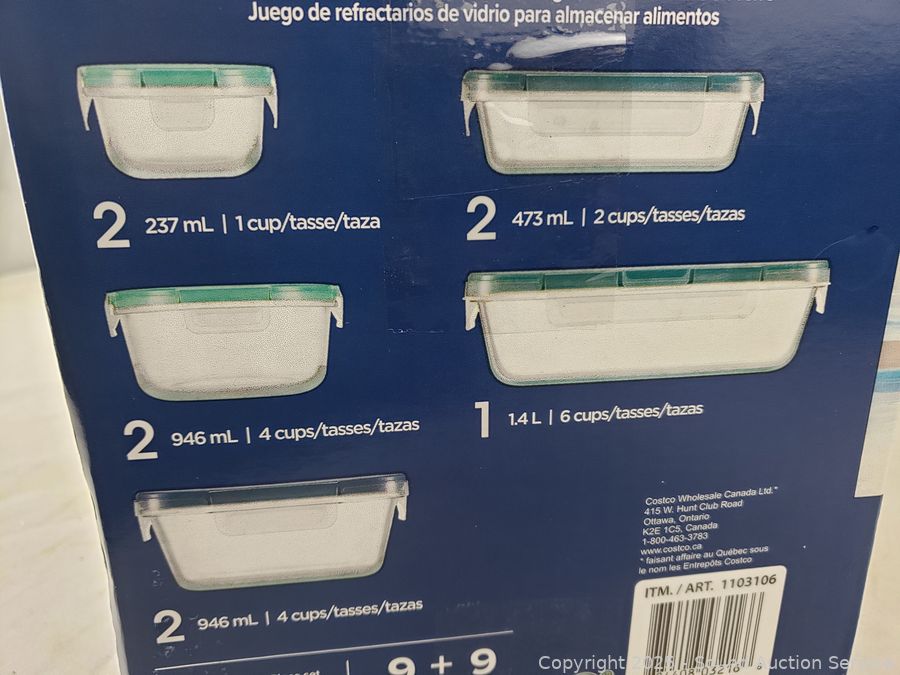 Juego de refractarios de vidrio para almacenar alimentos
2 237 mL | 1 cup/tasse/taza
2 473 mL | 2 cups/tasses/tazas
2 946 mL | 4 cups/tasses/tazas
1 1.4 L | 6 cups/tasses/tazas
2 946 mL | 4 cups/tasses/tazas
Costco Wholesale Canada Ltd.*
415 W. Hunt Club Road
Ottawa, Ontario
K2E 1C5, Canada
1-800-463-3783
www.costco.ca
* faisant affaire au Québec sous
le nom les Entrepôts Costco
ITM. / ART. 1103106
9 + 9
Auction